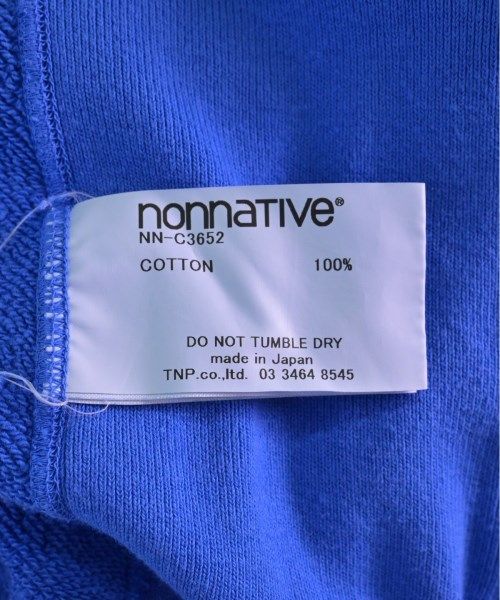 nonnative®
NN-C3652
COTTON 100%
DO NOT TUMBLE DRY
made in Japan
TNP.co.,ltd. 03 3464 8545